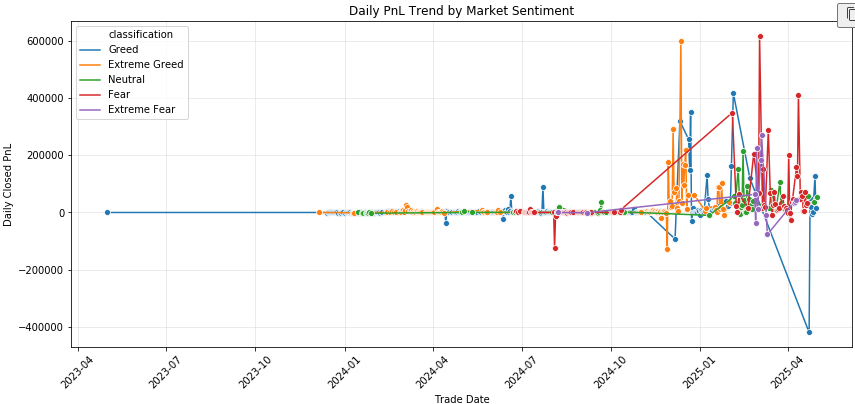 Daily PnL Trend by Market Sentiment
classification
Greed
Extreme Greed
Neutral
Fear
Extreme Fear
Daily Closed PnL
600000
400000
200000
0
−200000
−400000
2023-04
2023-07
2023-10
2024-01
2024-04
2024-07
2024-10
2025-01
2025-04
Trade Date